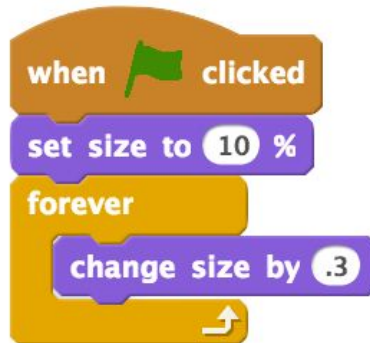 when clicked
set size to 10 %
forever
change size by .3